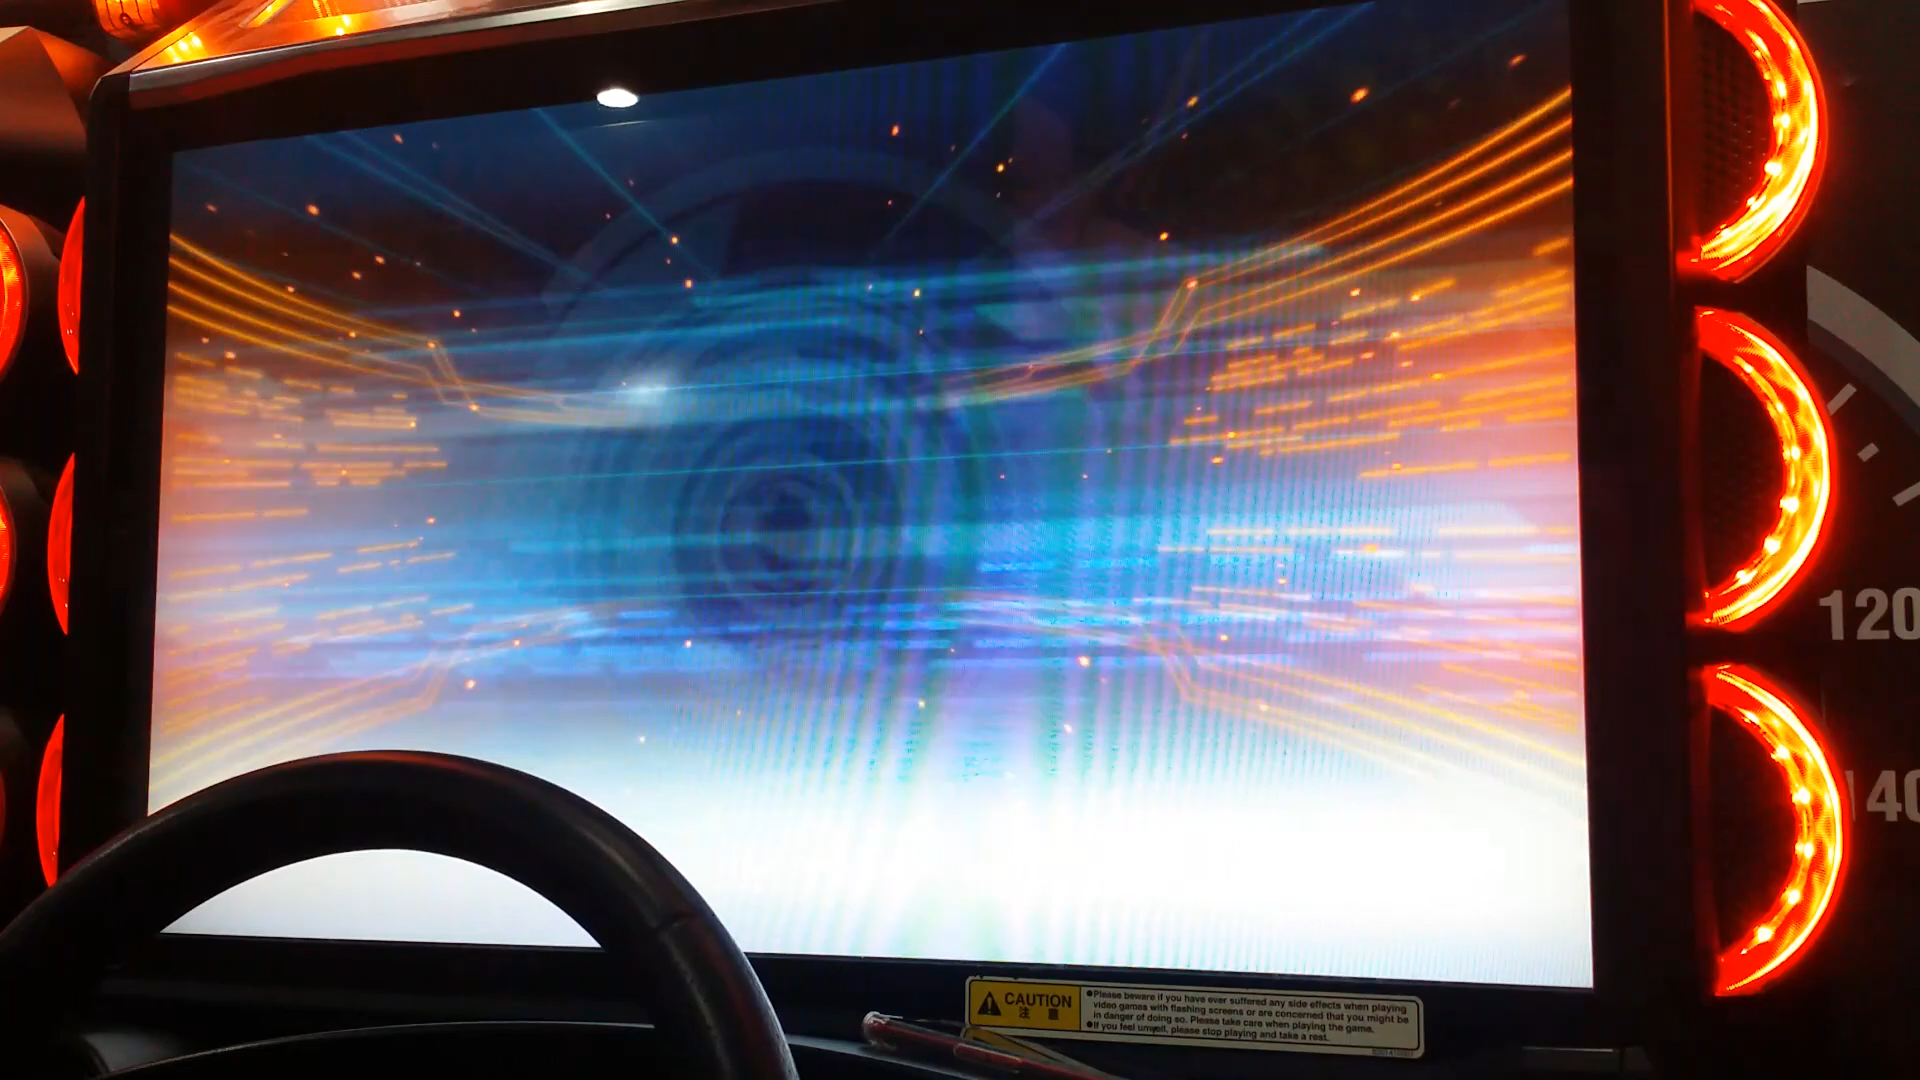 120
140
CAUTION
注 意
●Please beware if you have ever suffered any side effects when playing
video games with flashing screens or are concerned that you might be
in danger of doing so. Please take care when playing the game.
●If you feel unwell, please stop playing and take a rest.